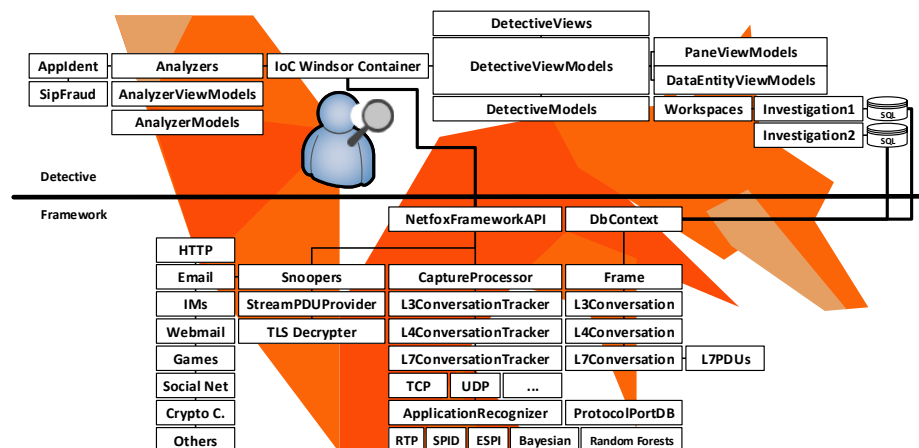 DetectiveViews
AppIdent
Analyzers
IoC Windsor Container
DetectiveViewModels
PaneViewModels
DataEntityViewModels
SipFraud
AnalyzerViewModels
AnalyzerModels
DetectiveModels
Workspaces
Investigation1
SQL
Investigation2
SQL
Detective
Framework
NetfoxFrameworkAPI
DbContext
HTTP
Email
Snoopers
CaptureProcessor
Frame
IMs
StreamPDUProvider
L3ConversationTracker
L3Conversation
Webmail
TLS Decrypter
L4ConversationTracker
L4Conversation
Games
L7ConversationTracker
L7Conversation
L7PDUs
Social Net
TCP
UDP
...
Crypto C.
ApplicationRecognizer
ProtocolPortDB
Others
RTP
SPID
ESPI
Bayesian
Random Forests